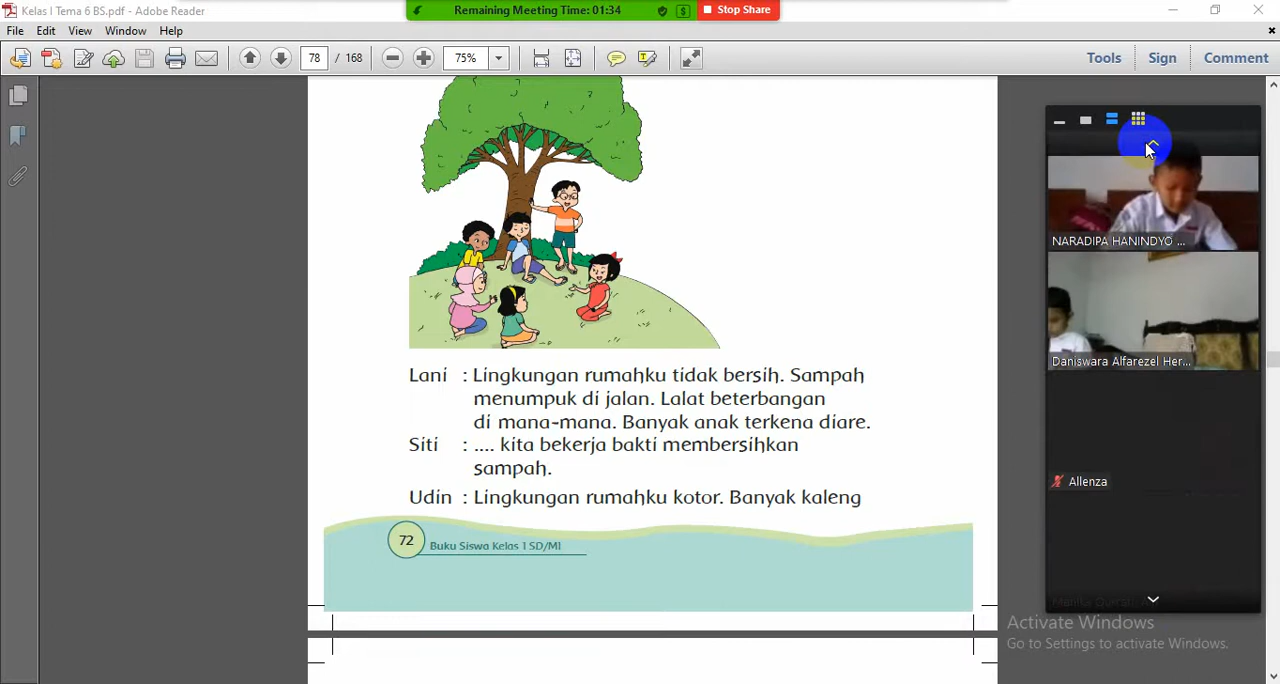 Kelas I Tema 6 BS.pdf - Adobe Reader
Remaining Meeting Time: 01:34
Stop Share
File Edit View Window Help
78 / 168
75%
Tools Sign Comment
NARADIPA HANINDYO ...
Daniswara Alfarezel Her...
Lani : Lingkungan rumahku tidak bersih. Sampah
menumpuk di jalan. Lalat beterbangan
di mana-mana. Banyak anak terkena diare.
Siti : .... kita bekerja bakti membersihkan
sampah.
Allenza
Udin : Lingkungan rumahku kotor. Banyak kaleng
72 Buku Siswa Kelas 1 SD/MI
Activate Windows
Go to Settings to activate Windows.